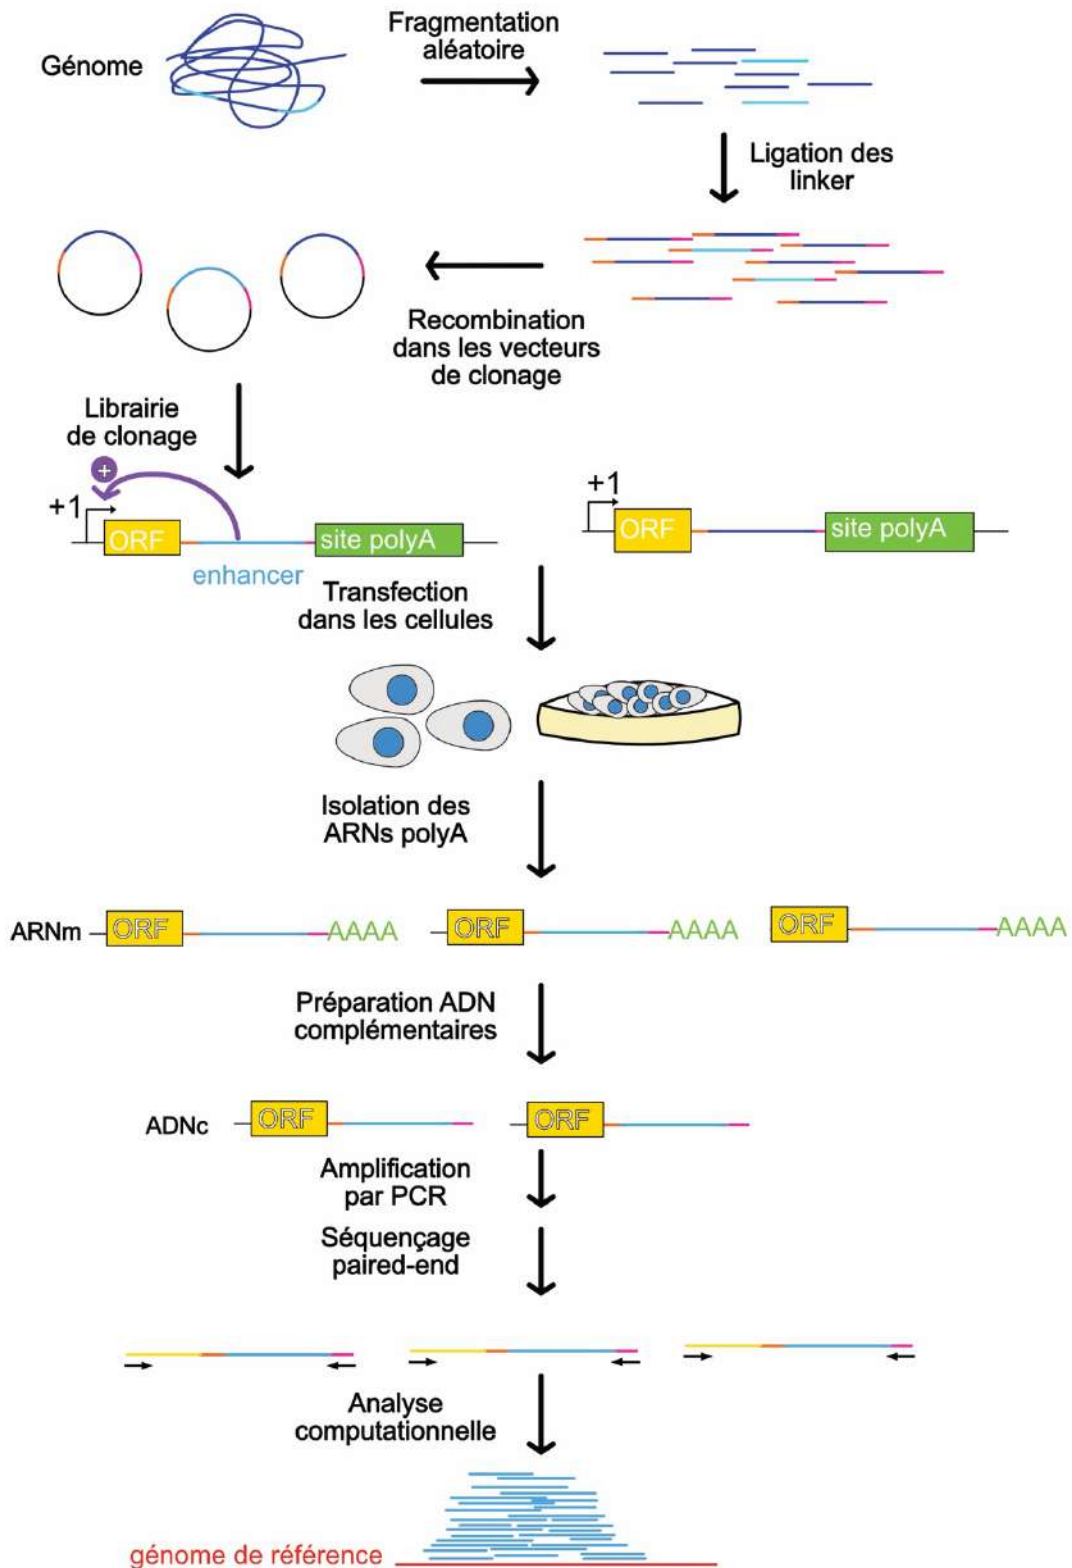 Fragmentation
aléatoire
Génome
Ligation des
linker
Recombination
dans les vecteurs
de clonage
Librairie
de clonage
+
+1
ORF
site polyA
enhancer
+1
ORF
site polyA
Transfection
dans les cellules
Isolation des
ARNs polyA
ARNm
ORF
AAAA
ORF
AAAA
ORF
AAAA
Préparation ADN
complémentaires
ADNc
ORF
ORF
Amplification
par PCR
Séquençage
paired-end
Analyse
computationnelle
génome de référence